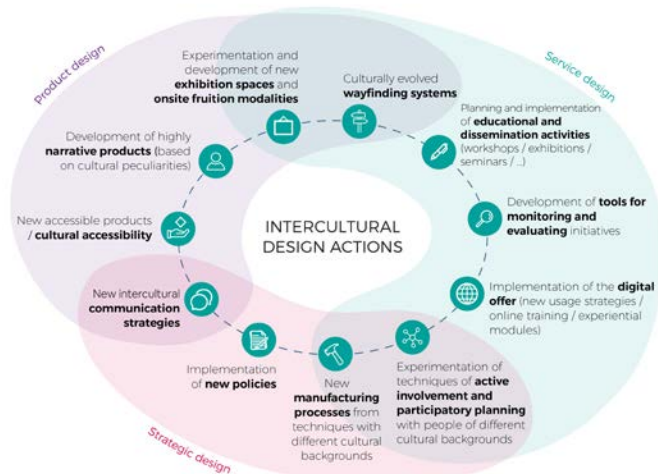 Product design
Service design
Strategic design
INTERCULTURAL
DESIGN ACTIONS
Experimentation and
development of new
exhibition spaces and
onsite fruition modalities
Culturally evolved
wayfinding systems
Planning and implementation
of educational and
dissemination activities
(workshops / exhibitions /
seminars / ...)
Development of tools for
monitoring and
evaluating initiatives
Implementation of the digital
offer (new usage strategies /
online training / experiential
modules)
Experimentation of
techniques of active
involvement and
participatory planning
with people of different
cultural backgrounds
New
manufacturing
processes from
techniques with
different cultural
backgrounds
Implementation
of new policies
New intercultural
communication
strategies
New accessible products
/ cultural accessibility
Development of highly
narrative products (based
on cultural peculiarities)